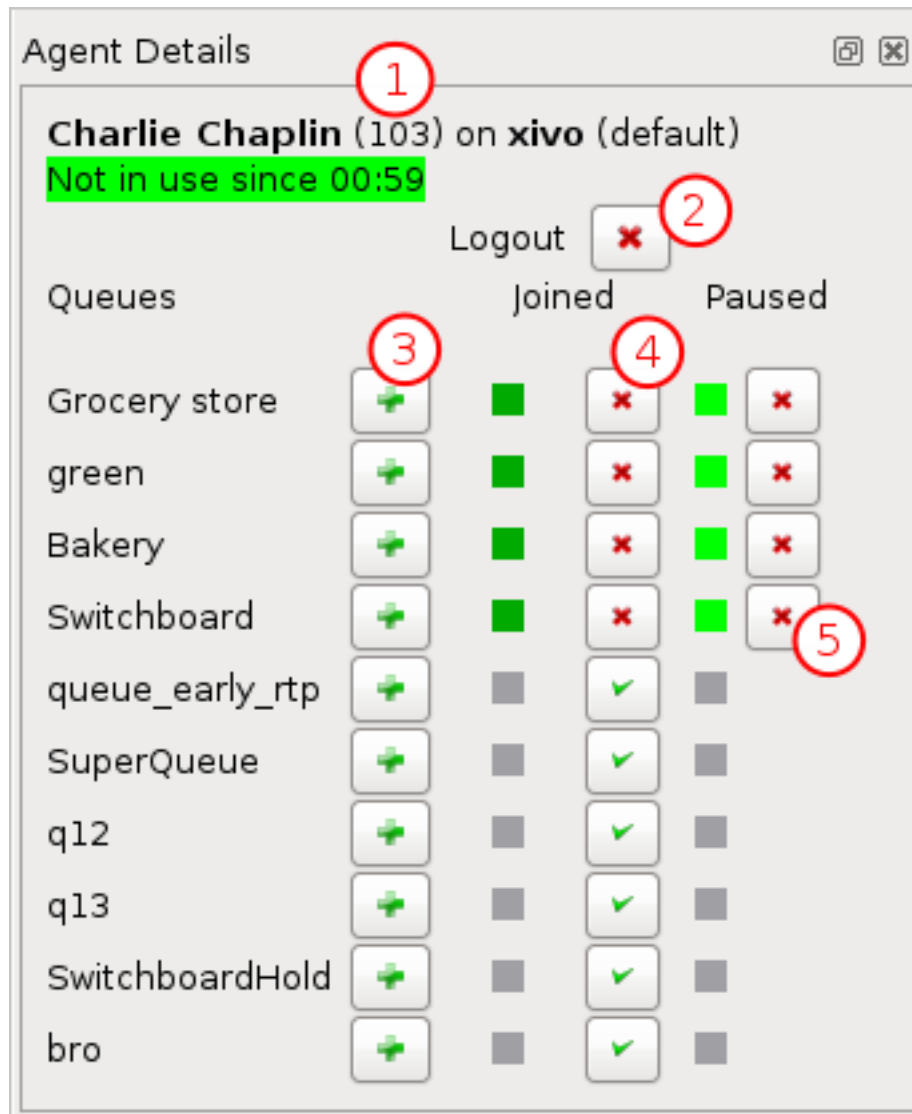 Agent Details
1
Charlie Chaplin (103) on xivo (default)
Not in use since 00:59
Logout 2
Queues Joined Paused
3 4
Grocery store
green
Bakery
Switchboard
5
queue_early_rtp
SuperQueue
q12
q13
SwitchboardHold
bro